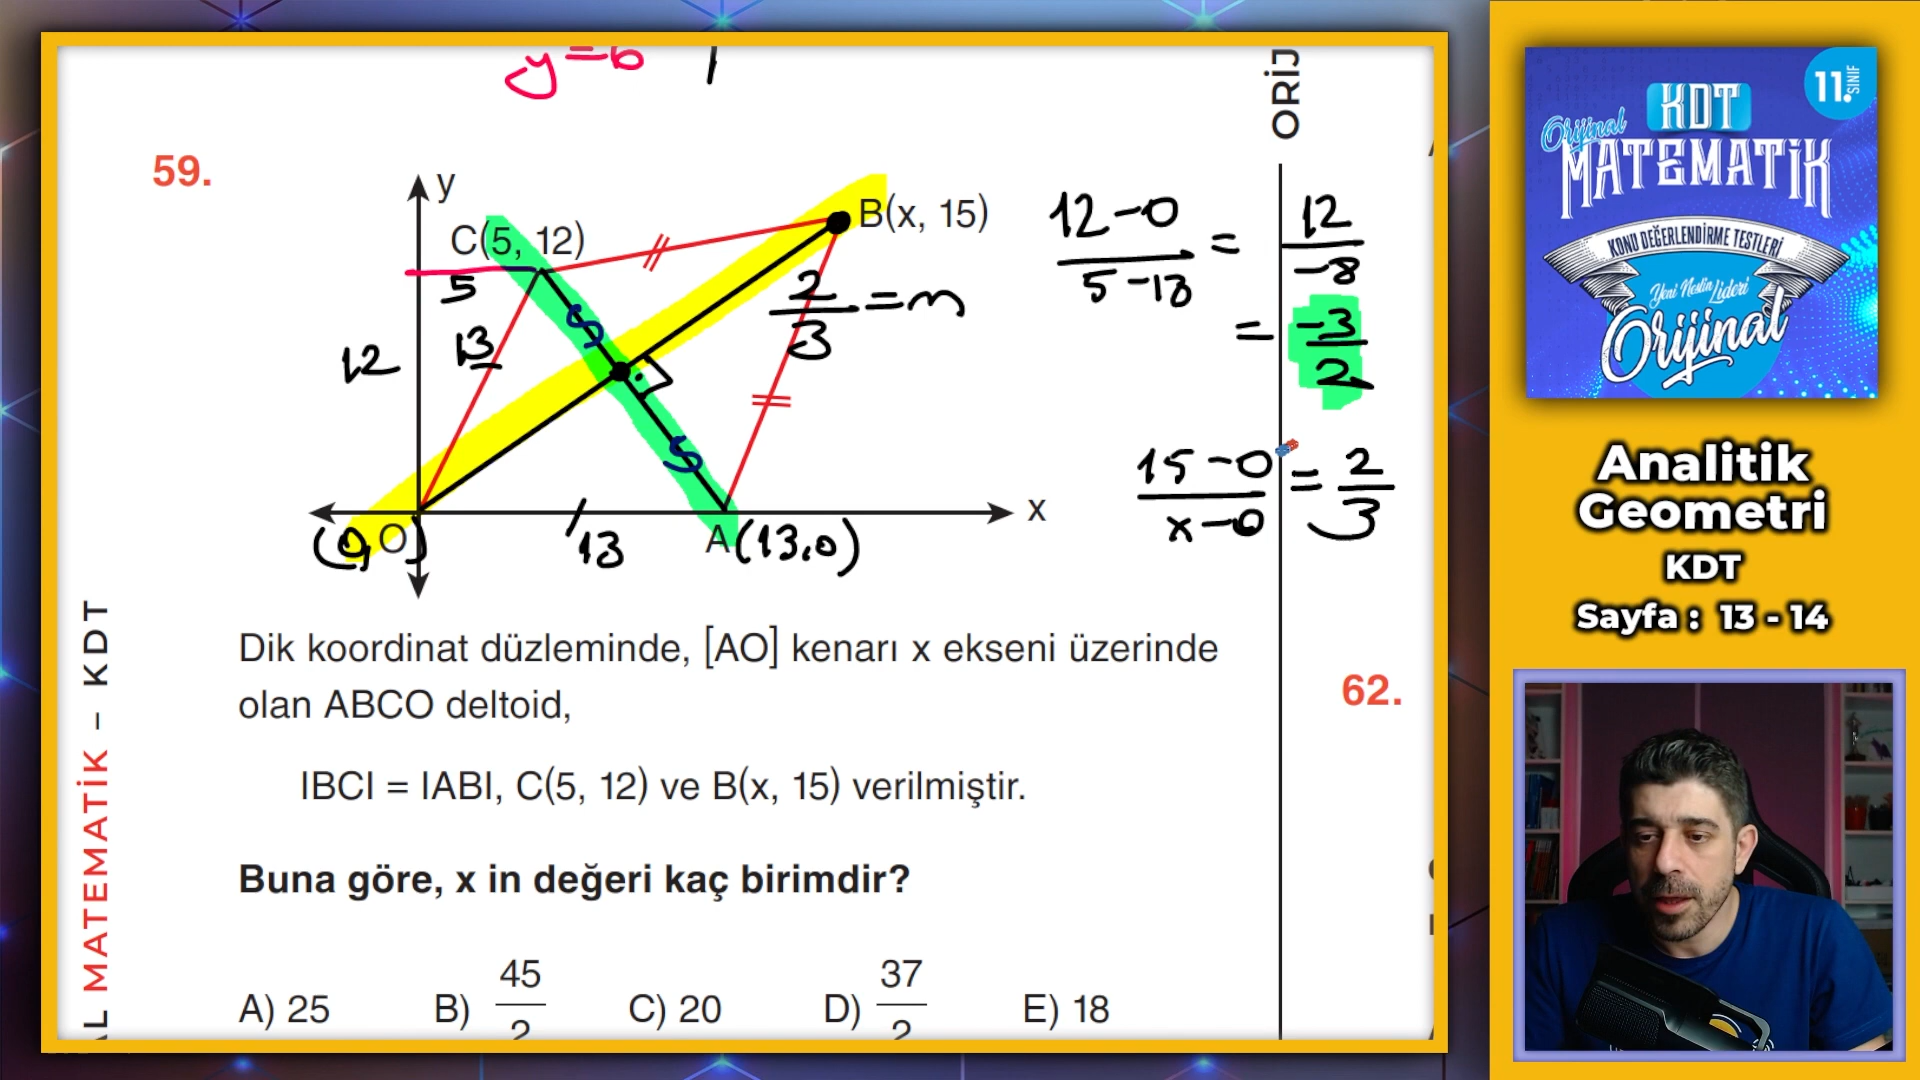 y=6
ORİJ
59.
y
C(5, 12)
B(x, 15)
5
12
13
S
S
2/3 = m
O
(0, )
13
A(13,0)
x
12-0/5-13 = 12/-8
= -3/2
15-0/x-0 = 2/3
Dik koordinat düzleminde, [AO] kenarı x ekseni üzerinde
olan ABCO deltoid,
IBCI = IABI, C(5, 12) ve B(x, 15) verilmiştir.
Buna göre, x in değeri kaç birimdir?
A) 25 B) 45/2 C) 20 D) 37/2 E) 18
L MATEMATİK – KDT
62.
11. SINIF
Orijinal KDT
MATEMATİK
KONU DEĞERLENDİRME TESTLERİ
Yeni Neslin Lideri
Orijinal
Analitik
Geometri
KDT
Sayfa : 13 - 14